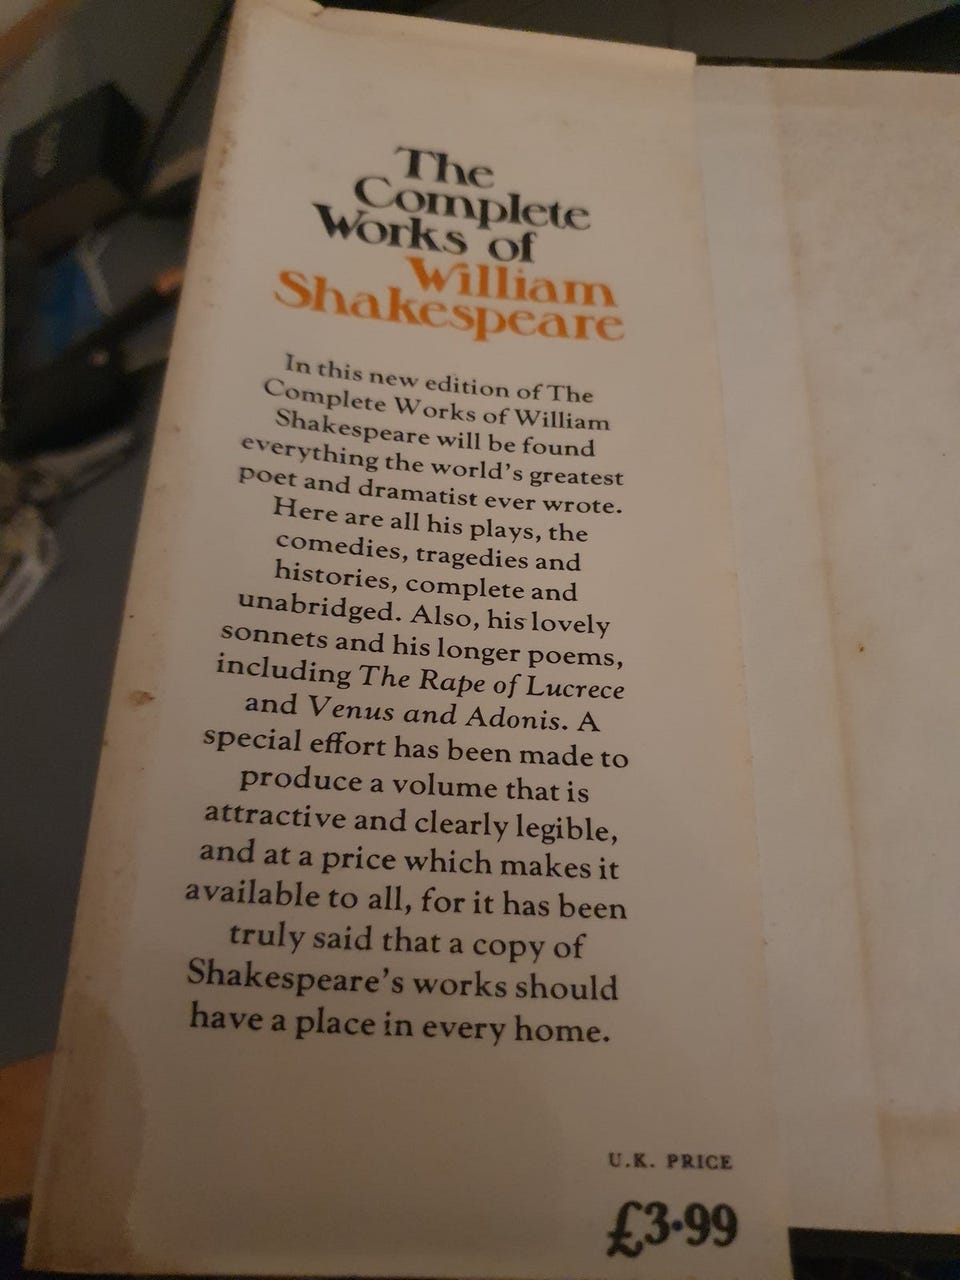 The
Complete
Works of
William
Shakespeare
In this new edition of The
Complete Works of William
Shakespeare will be found
everything the world's greatest
poet and dramatist ever wrote.
Here are all his plays, the
comedies, tragedies and
histories, complete and
unabridged. Also, his lovely
sonnets and his longer poems,
including The Rape of Lucrece
and Venus and Adonis. A
special effort has been made to
produce a volume that is
attractive and clearly legible,
and at a price which makes it
available to all, for it has been
truly said that a copy of
Shakespeare's works should
have a place in every home.
U.K. PRICE
£3·99